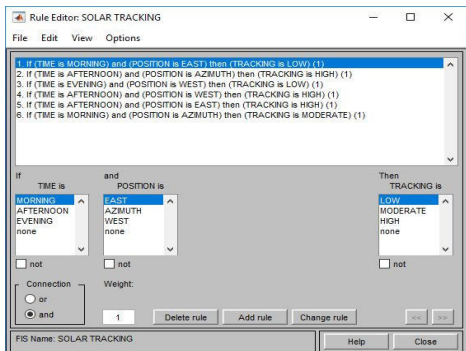 Rule Editor: SOLAR TRACKING
File Edit View Options
1. If (TIME is MORNING) and (POSITION is EAST) then (TRACKING is LOW) (1)
2. If (TIME is AFTERNOON) and (POSITION is AZIMUTH) then (TRACKING is HIGH) (1)
3. If (TIME is EVENING) and (POSITION is WEST) then (TRACKING is LOW) (1)
4. If (TIME is AFTERNOON) and (POSITION is WEST) then (TRACKING is HIGH) (1)
5. If (TIME is AFTERNOON) and (POSITION is EAST) then (TRACKING is HIGH) (1)
6. If (TIME is MORNING) and (POSITION is AZIMUTH) then (TRACKING is MODERATE) (1)
If and Then
TIME is POSITION is TRACKING is
MORNING EAST LOW
AFTERNOON AZIMUTH MODERATE
EVENING WEST HIGH
none none none
not not not
Connection Weight:
or
and 1 Delete rule Add rule Change rule << >>
FIS Name: SOLAR TRACKING Help Close